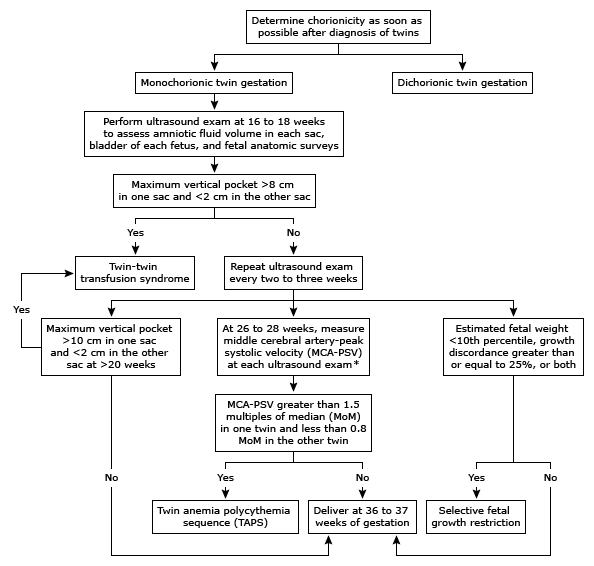 Determine chorionicity as soon as
possible after diagnosis of twins
Monochorionic twin gestation
Dichorionic twin gestation
Perform ultrasound exam at 16 to 18 weeks
to assess amniotic fluid volume in each sac,
bladder of each fetus, and fetal anatomic surveys
Maximum vertical pocket >8 cm
in one sac and <2 cm in the other sac
Yes
No
Twin-twin
transfusion syndrome
Repeat ultrasound exam
every two to three weeks
Yes
Maximum vertical pocket
>10 cm in one sac
and <2 cm in the other
sac at >20 weeks
At 26 to 28 weeks, measure
middle cerebral artery-peak
systolic velocity (MCA-PSV)
at each ultrasound exam*
Estimated fetal weight
<10th percentile, growth
discordance greater than
or equal to 25%, or both
MCA-PSV greater than 1.5
multiples of median (MoM)
in one twin and less than 0.8
MoM in the other twin
No
Yes
No
Yes
No
Twin anemia polycythemia
sequence (TAPS)
Deliver at 36 to 37
weeks of gestation
Selective fetal
growth restriction